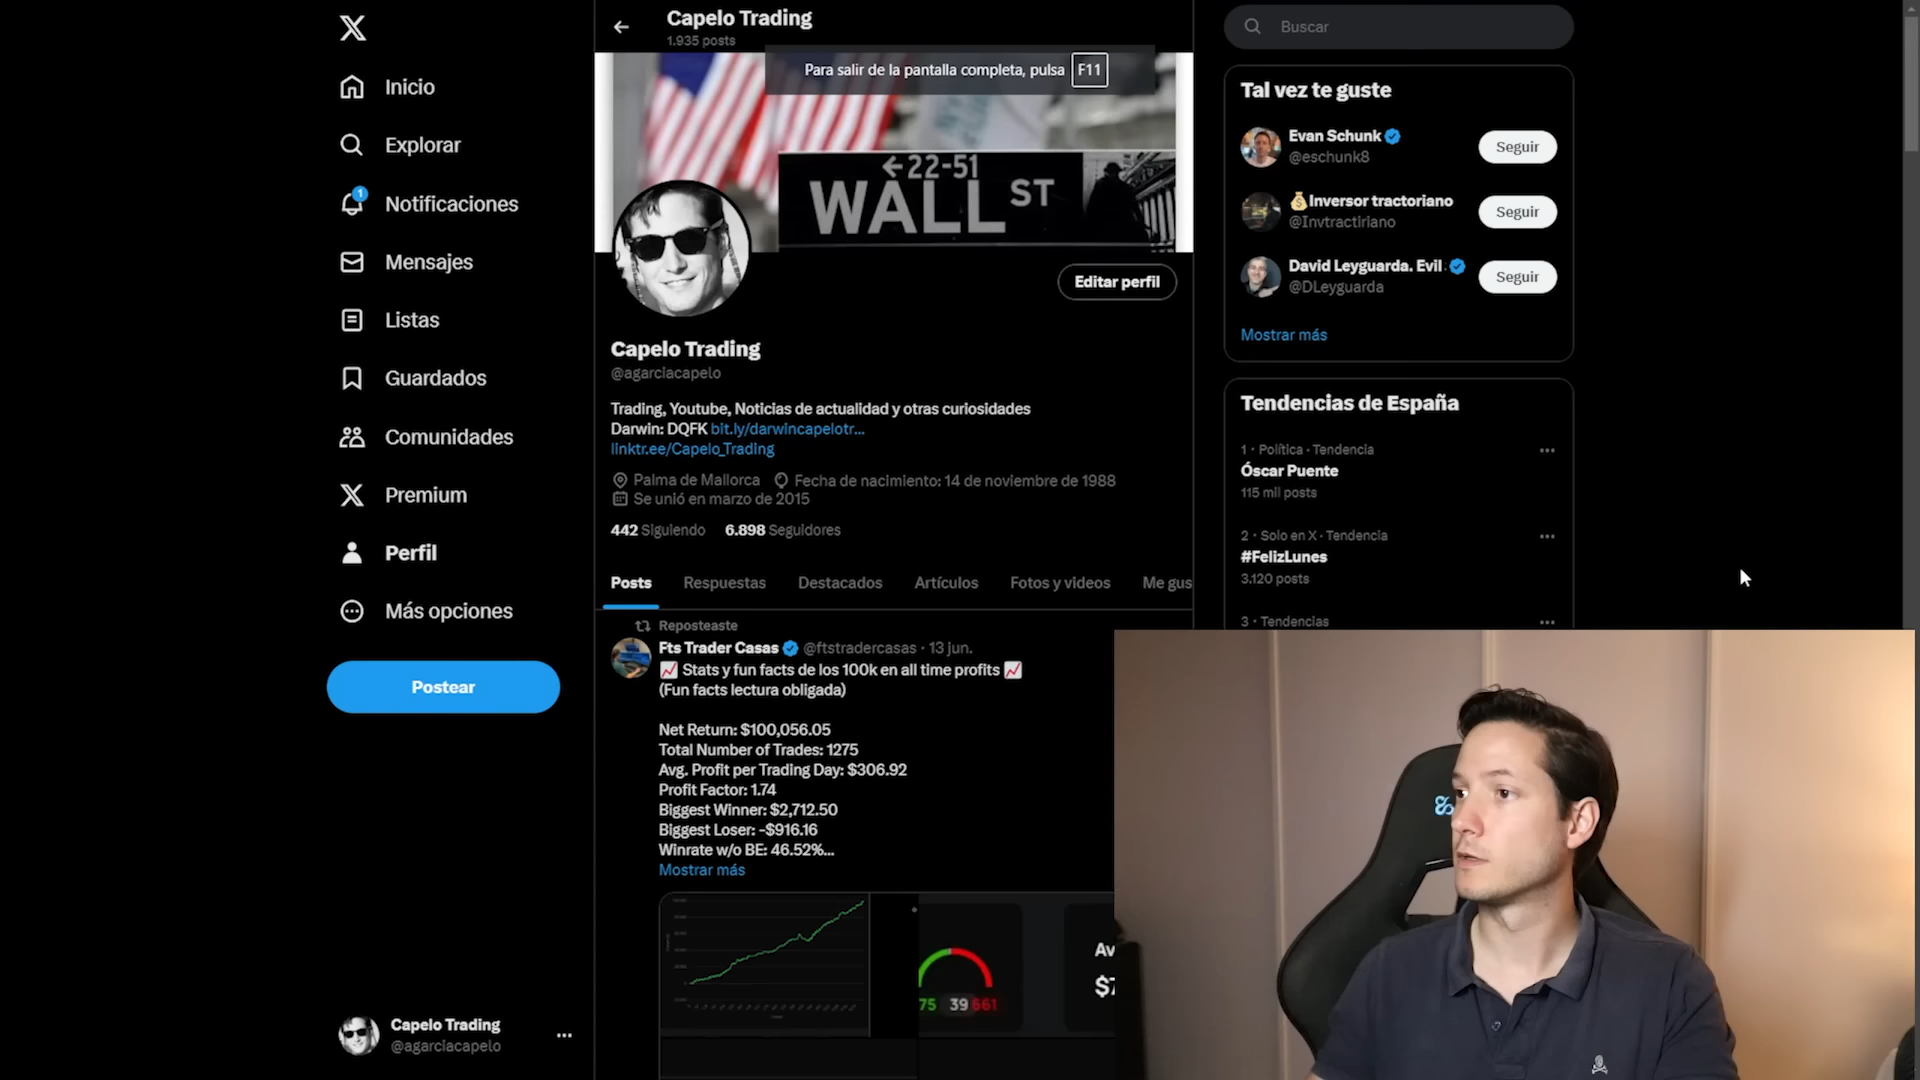 Inicio
Explorar
1
Notificaciones
Mensajes
Listas
Guardados
Comunidades
Premium
Perfil
Más opciones
Postear
Capelo Trading
@agarciacapelo
Capelo Trading
1.935 posts
Para salir de la pantalla completa, pulsa F11
←22-51
WALL ST
Editar perfil
Capelo Trading
@agarciacapelo
Trading, Youtube, Noticias de actualidad y otras curiosidades
Darwin: DQFK bit.ly/darwincapelotr...
linktr.ee/Capelo_Trading
Palma de Mallorca Fecha de nacimiento: 14 de noviembre de 1988
Se unió en marzo de 2015
442 Siguiendo 6.898 Seguidores
Posts Respuestas Destacados Artículos Fotos y videos Me gus
Reposteaste
Fts Trader Casas @ftstradercasas · 13 jun.
📈 Stats y fun facts de los 100k en all time profits 📈
(Fun facts lectura obligada)
Net Return: $100,056.05
Total Number of Trades: 1275
Avg. Profit per Trading Day: $306.92
Profit Factor: 1.74
Biggest Winner: $2,712.50
Biggest Loser: -$916.16
Winrate w/o BE: 46.52%...
Mostrar más
75 39 661
Av
$7
Buscar
Tal vez te guste
Evan Schunk
@eschunk8
Seguir
💰Inversor tractoriano
@Invtractiriano
Seguir
David Leyguarda. Evil
@DLeyguarda
Seguir
Mostrar más
Tendencias de España
1 · Política · Tendencia
Óscar Puente
115 mil posts
2 · Solo en X · Tendencia
#FelizLunes
3.120 posts
3 · Tendencias